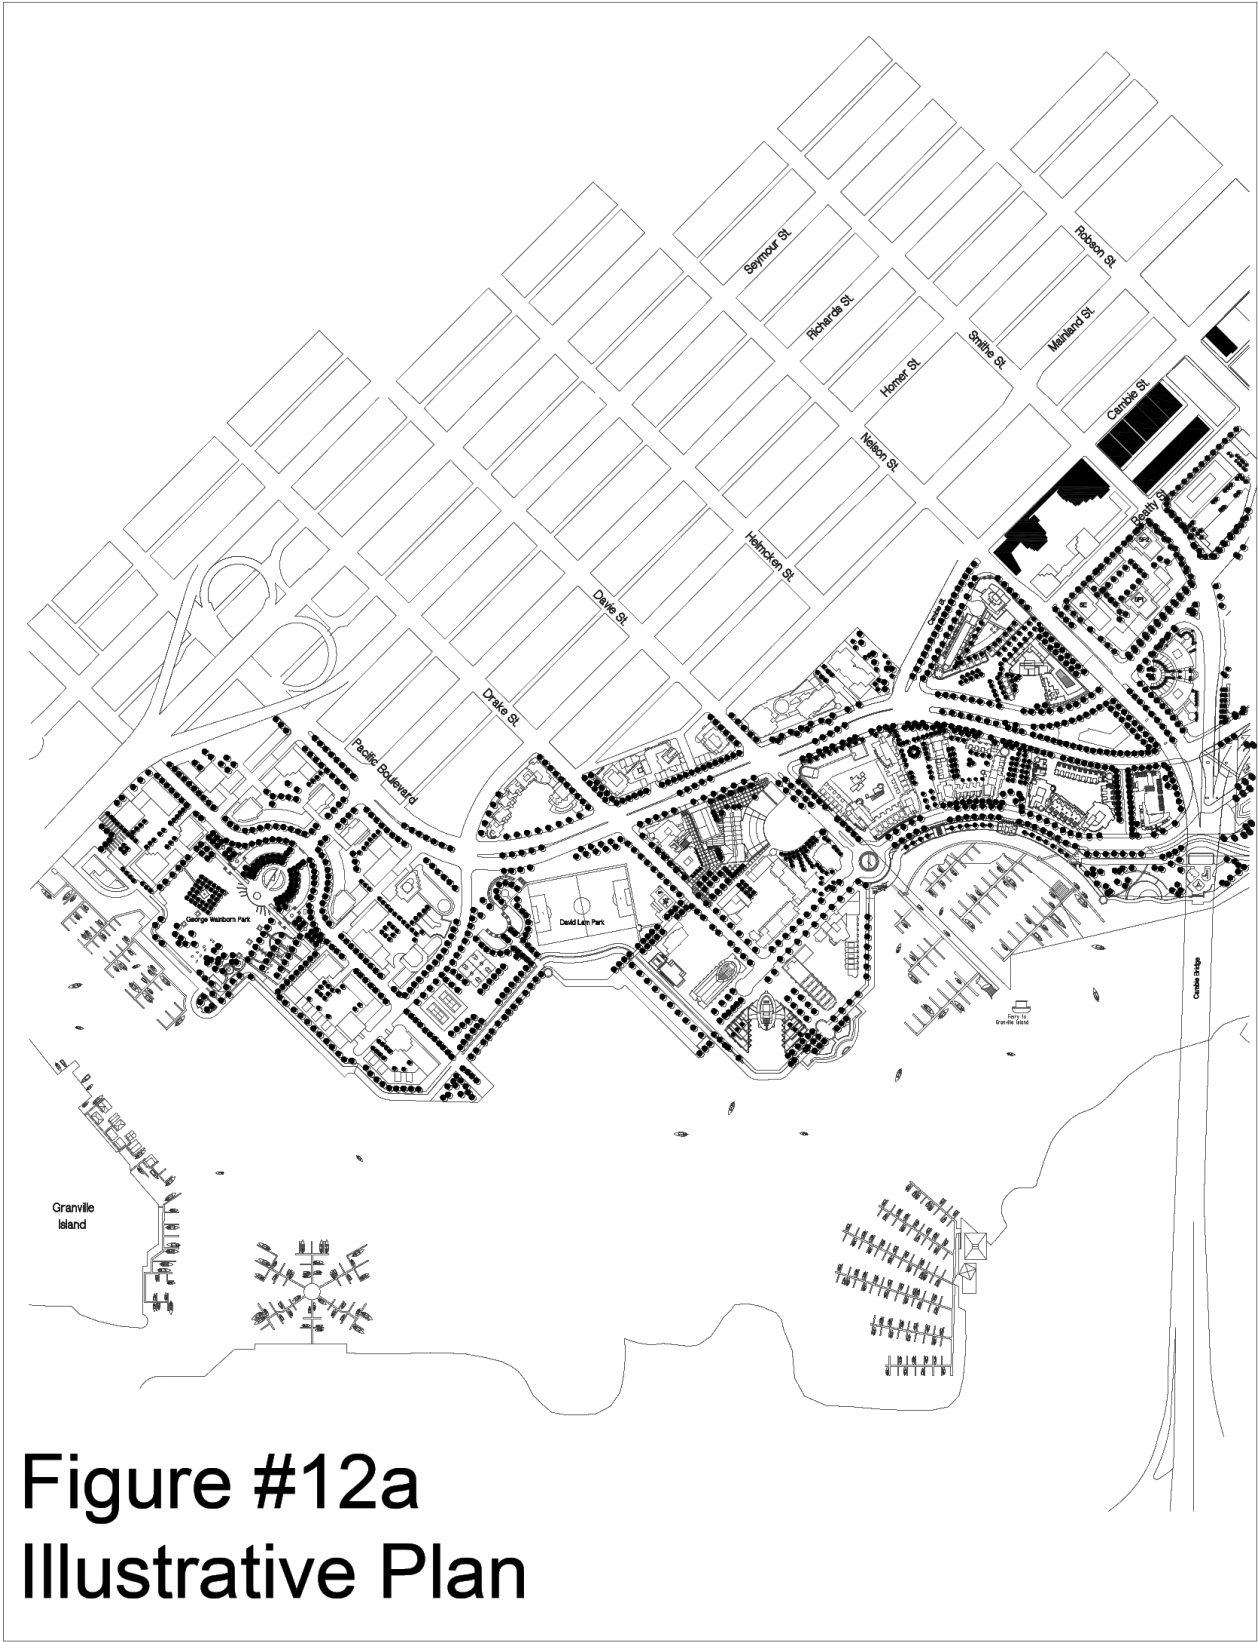 Robson St.
Seymour St.
Richards St.
Mainland St.
Smithe St.
Homer St.
Cambie St.
Nelson St.
Beatty St.
Helmcken St.
Davie St.
Drake St.
Pacific Boulevard
George Wainborn Park
David Lam Park
Cambie Bridge
Ferry to
Granville Island
Granville
Island
Figure #12a
Illustrative Plan